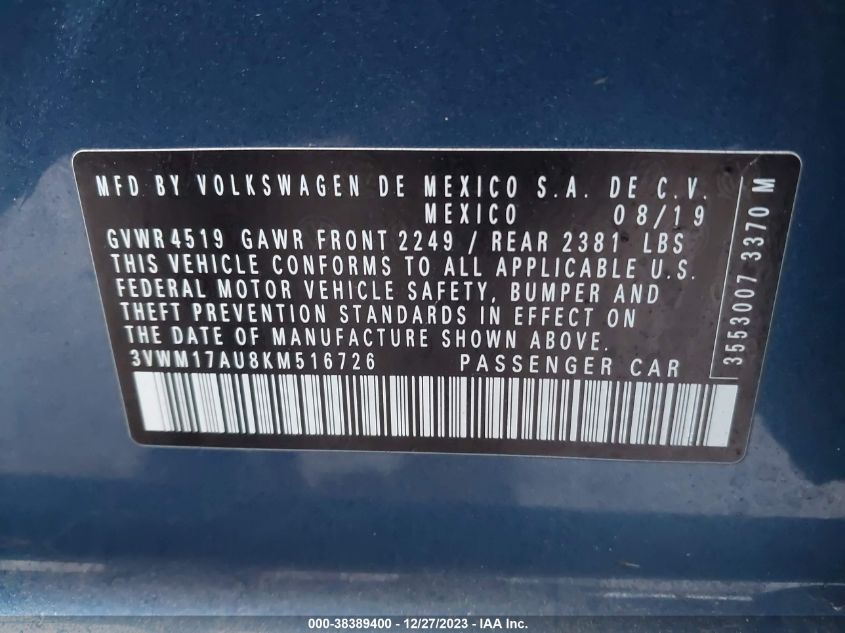 MFD BY VOLKSWAGEN DE MEXICO S.A. DE C.V.
MEXICO 08/19
GVWR4519 GAWR FRONT 2249 / REAR 2381 LBS
THIS VEHICLE CONFORMS TO ALL APPLICABLE U.S.
FEDERAL MOTOR VEHICLE SAFETY, BUMPER AND
THEFT PREVENTION STANDARDS IN EFFECT ON
THE DATE OF MANUFACTURE SHOWN ABOVE.
3VWM17AU8KM516726 PASSENGER CAR
3553007 3370 M
000-38389400 - 12/27/2023 - IAA Inc.